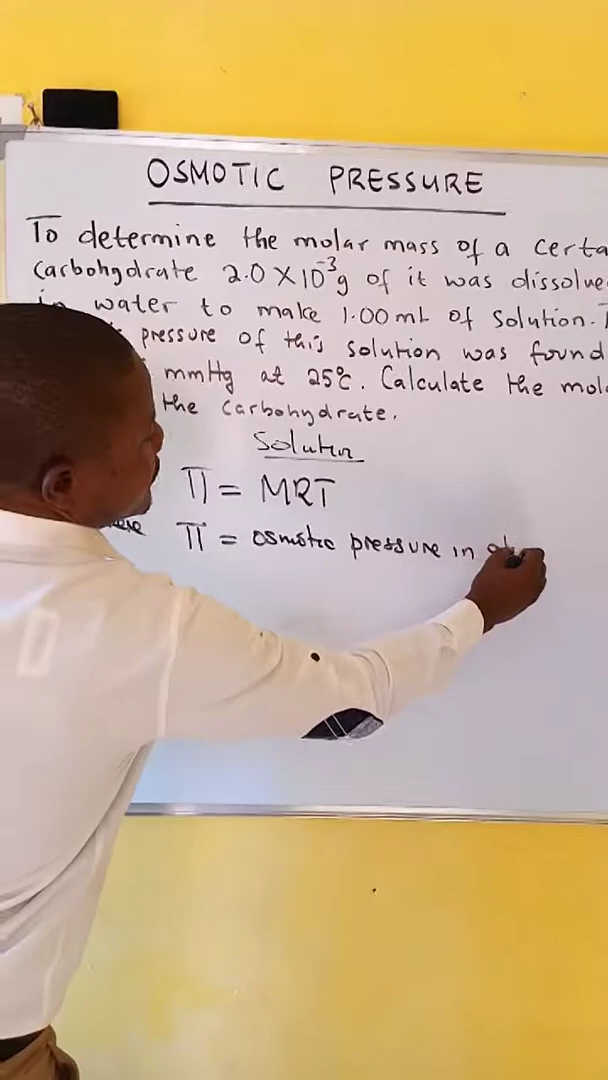 OSMOTIC PRESSURE
To determine the molar mass of a certa
carbohydrate 2.0 X 10⁻³g of it was dissolve
in water to make 1.00 mL of solution.
pressure of this solution was found
mmHg at 25°C. Calculate the mol
the carbohydrate.
Solution
Π = MRT
Π = osmotic pressure in